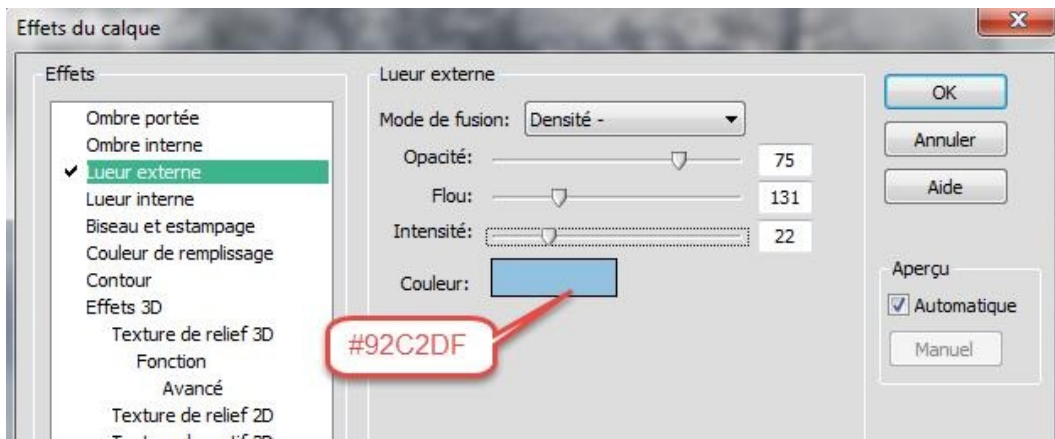 Effets du calque
X
Effets
Ombre portée
Ombre interne
Lueur externe
Lueur interne
Biseau et estampage
Couleur de remplissage
Contour
Effets 3D
Texture de relief 3D
Fonction
Avancé
Texture de relief 2D
Lueur externe
Mode de fusion: Densité -
Opacité: 75
Flou: 131
Intensité: 22
Couleur:
#92C2DF
OK
Annuler
Aide
Aperçu
Automatique
Manuel